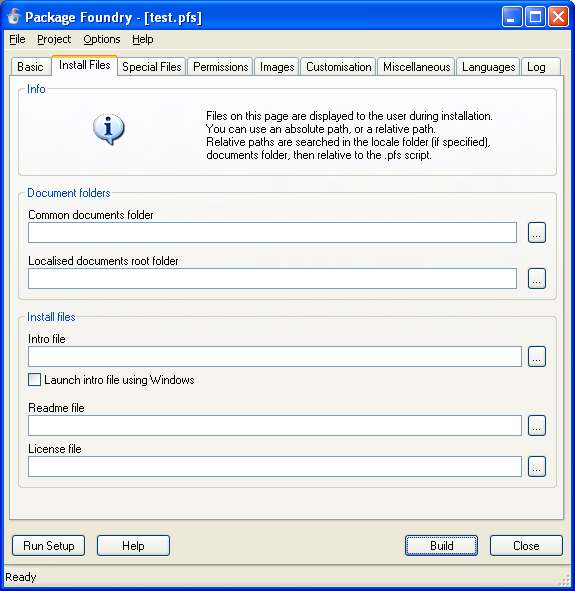 Package Foundry - [test.pfs]
File Project Options Help
Basic Install Files Special Files Permissions Images Customisation Miscellaneous Languages Log
Info
Files on this page are displayed to the user during installation.
You can use an absolute path, or a relative path.
Relative paths are searched in the locale folder (if specified),
documents folder, then relative to the .pfs script.
Document folders
Common documents folder
...
Localised documents root folder
...
Install files
Intro file
...
Launch intro file using Windows
Readme file
...
License file
...
Run Setup Help Build Close
Ready